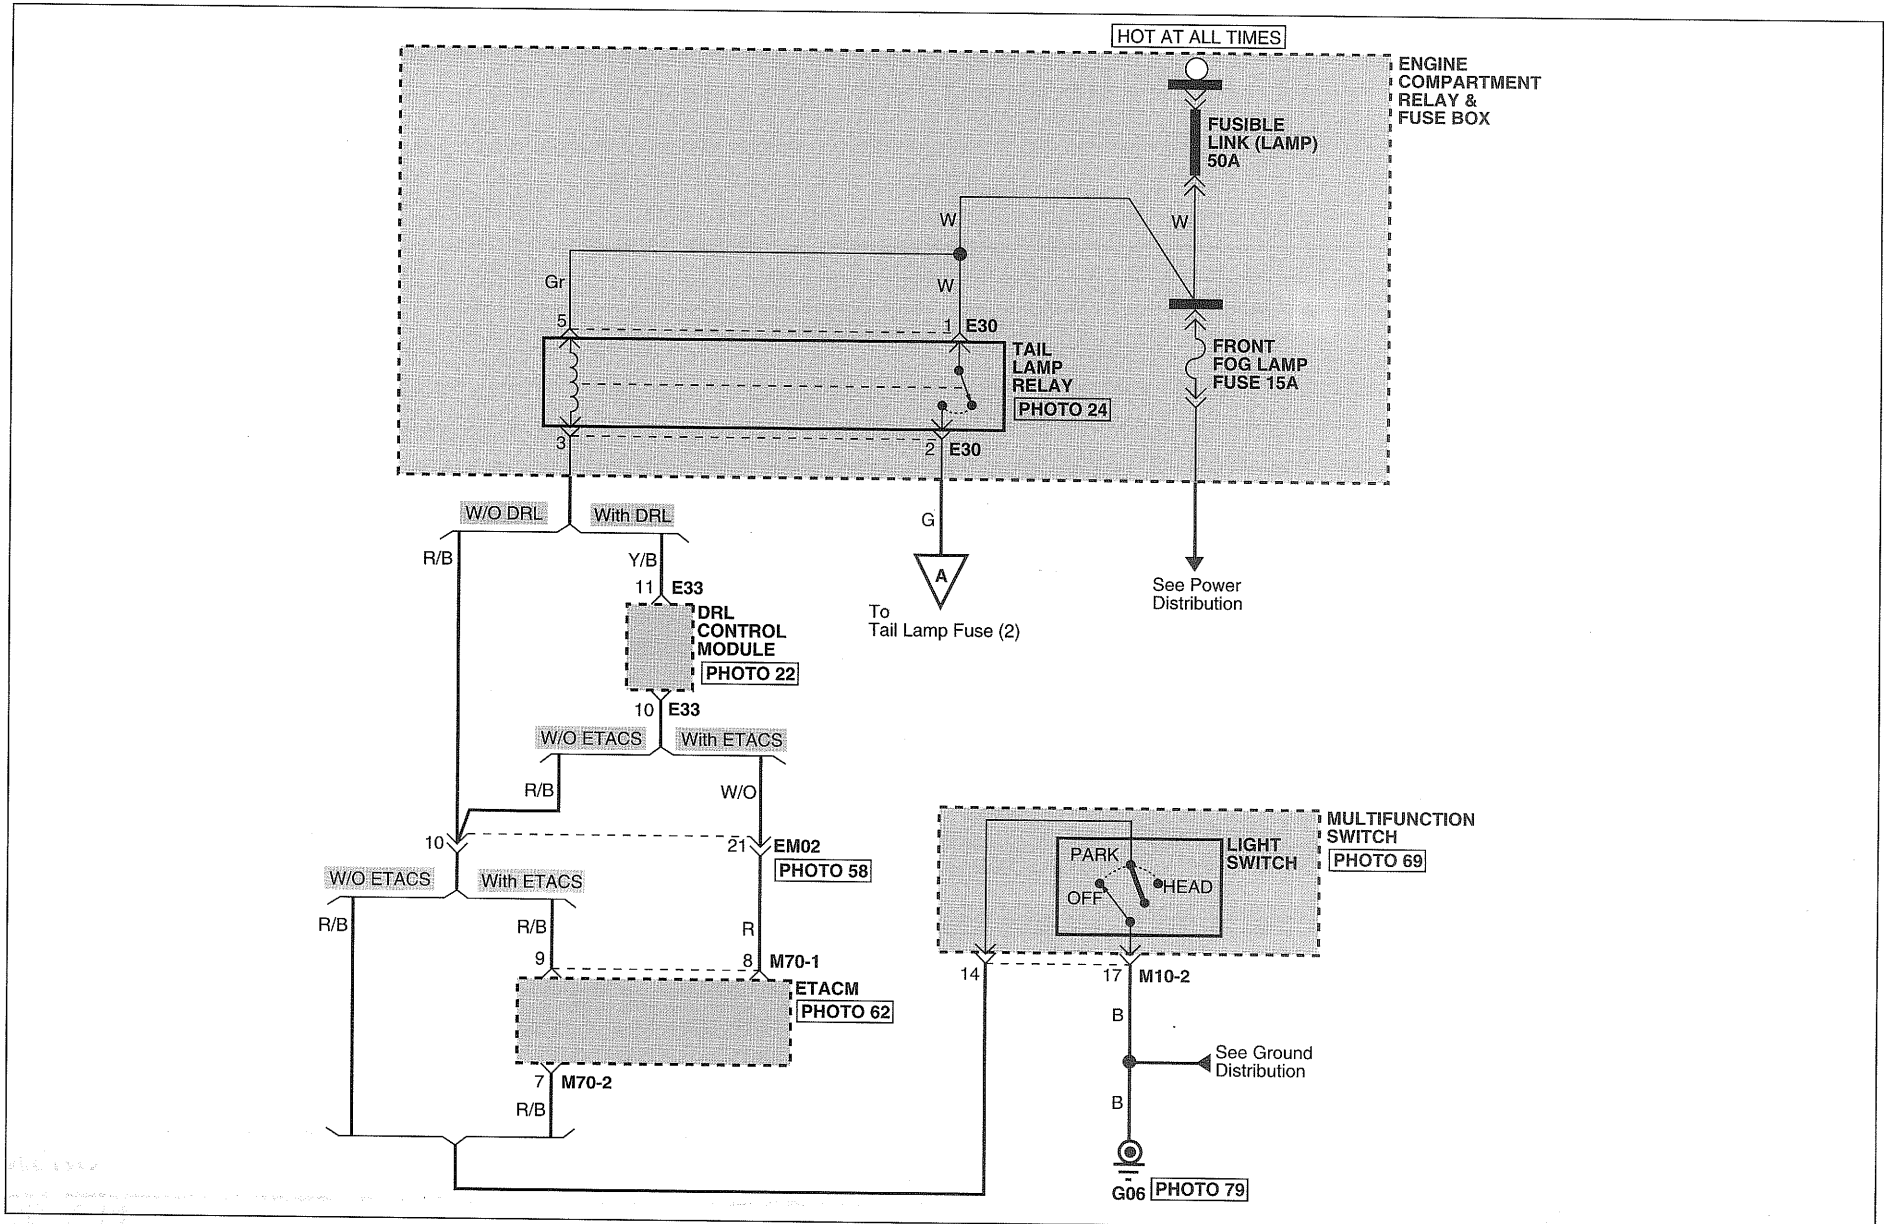 HOT AT ALL TIMES
ENGINE
COMPARTMENT
RELAY &
FUSE BOX
FUSIBLE
LINK (LAMP)
50A
W
W
Gr
W
5
1
E30
TAIL
LAMP
RELAY
PHOTO 24
FRONT
FOG LAMP
FUSE 15A
3
2
E30
W/O DRL
With DRL
G
R/B
Y/B
11
E33
A
See Power
Distribution
DRL
CONTROL
MODULE
PHOTO 22
To
Tail Lamp Fuse (2)
10
E33
W/O ETACS
With ETACS
R/B
W/O
10
21
EM02
PHOTO 58
MULTIFUNCTION
SWITCH
PHOTO 69
LIGHT
SWITCH
PARK
OFF
HEAD
W/O ETACS
With ETACS
R/B
R/B
R
9
8
M70-1
14
17
M10-2
ETACM
PHOTO 62
B
See Ground
Distribution
7
M70-2
R/B
B
G06
PHOTO 79